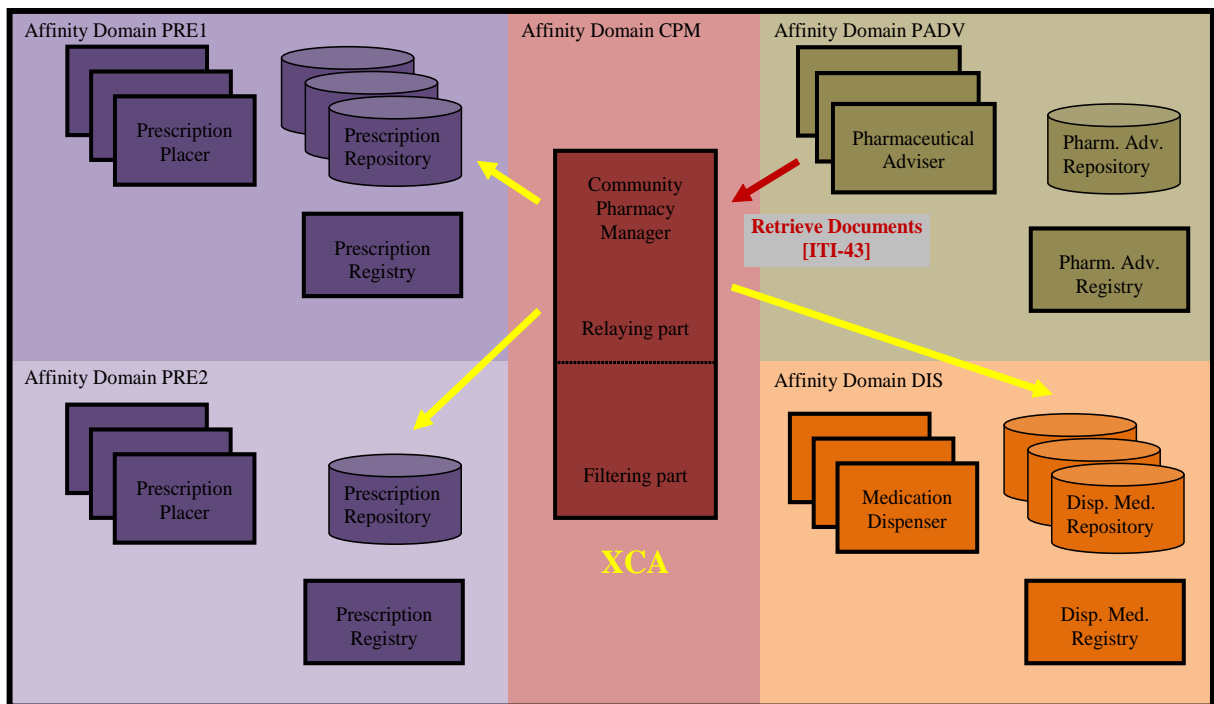 Affinity Domain PRE1
Prescription
Placer
Prescription
Repository
Prescription
Registry
Affinity Domain CPM
Community
Pharmacy
Manager
Relaying part
Filtering part
XCA
Affinity Domain PADV
Pharmaceutical
Adviser
Pharm. Adv.
Repository
Retrieve Documents
[ITI-43]
Pharm. Adv.
Registry
Affinity Domain PRE2
Prescription
Placer
Prescription
Repository
Prescription
Registry
Affinity Domain DIS
Medication
Dispenser
Disp. Med.
Repository
Disp. Med.
Registry